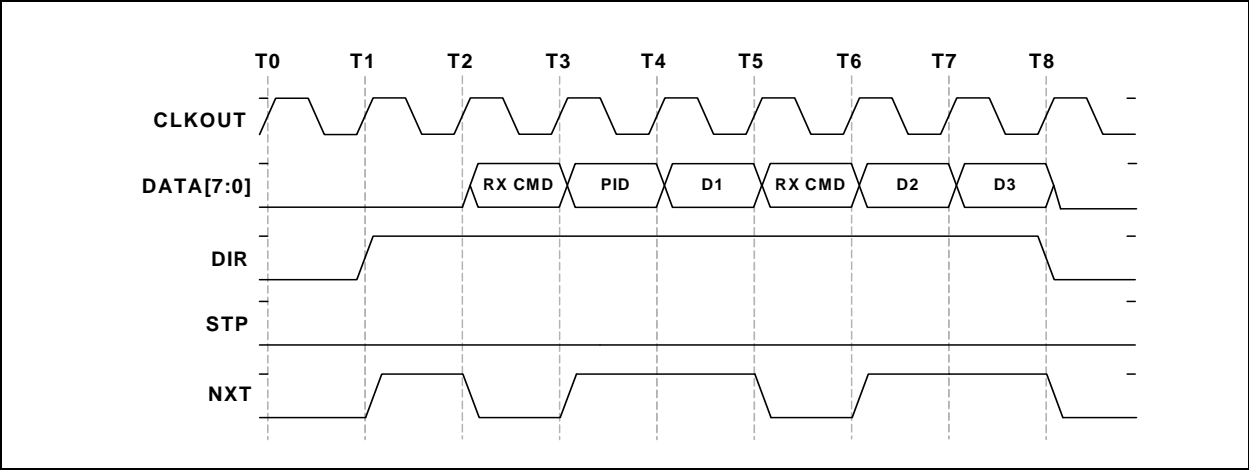 T0 T1 T2 T3 T4 T5 T6 T7 T8
CLKOUT
DATA[7:0] RX CMD PID D1 RX CMD D2 D3
DIR
STP
NXT